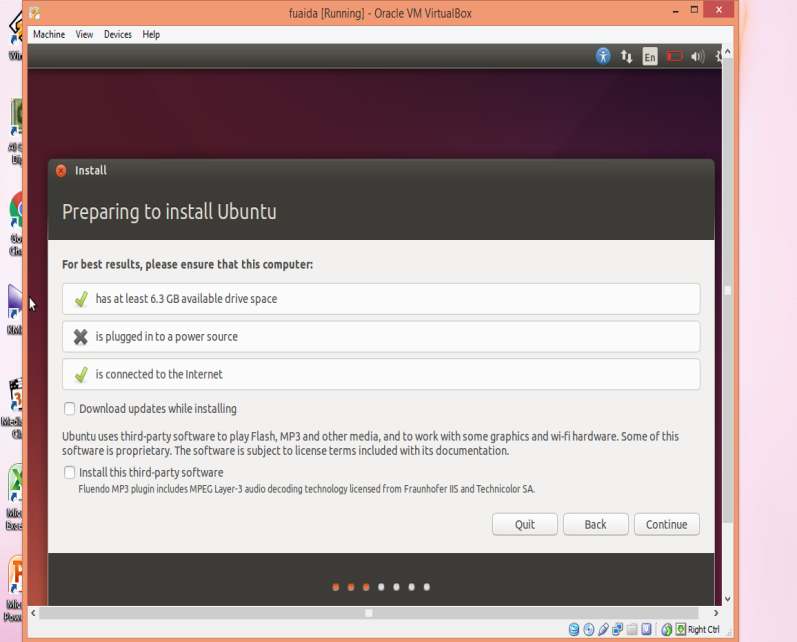 fuaida [Running] - Oracle VM VirtualBox
Machine View Devices Help
En
Install
Preparing to install Ubuntu
For best results, please ensure that this computer:
has at least 6.3 GB available drive space
is plugged in to a power source
is connected to the Internet
Download updates while installing
Ubuntu uses third-party software to play Flash, MP3 and other media, and to work with some graphics and wi-fi hardware. Some of this
software is proprietary. The software is subject to license terms included with its documentation.
Install this third-party software
Fluendo MP3 plugin includes MPEG Layer-3 audio decoding technology licensed from Fraunhofer IIS and Technicolor SA.
Quit Back Continue
Right Ctrl